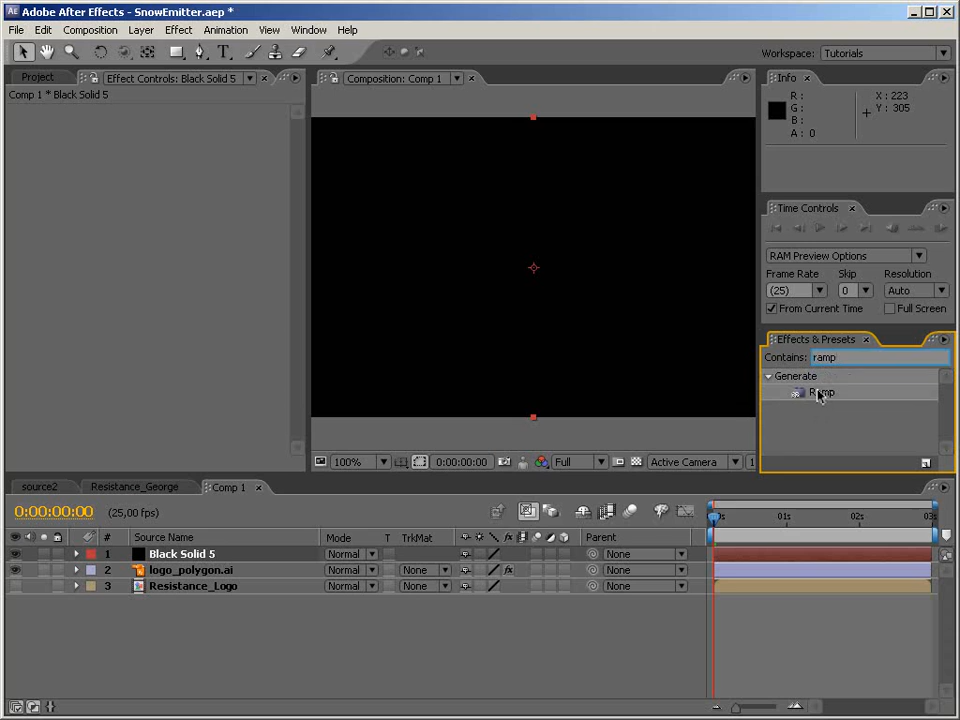 Adobe After Effects - SnowEmitter.aep *
File Edit Composition Layer Effect Animation View Window Help
Workspace: Tutorials
Project Effect Controls: Black Solid 5
Comp 1 * Black Solid 5
Composition: Comp 1
Info
R :
G :
B :
A : 0
X : 223
Y : 305
Time Controls
RAM Preview Options
Frame Rate Skip Resolution
(25) 0 Auto
From Current Time Full Screen
Effects & Presets
Contains: ramp
Generate
Ramp
100% 0:00:00:00 Full Active Camera 1
source2 Resistance_George Comp 1
0:00:00:00 (25,00 fps)
# Source Name Mode T TrkMat Parent
0s 01s 02s 03s
1 Black Solid 5 Normal None
2 logo_polygon.ai Normal None None
3 Resistance_Logo Normal None None